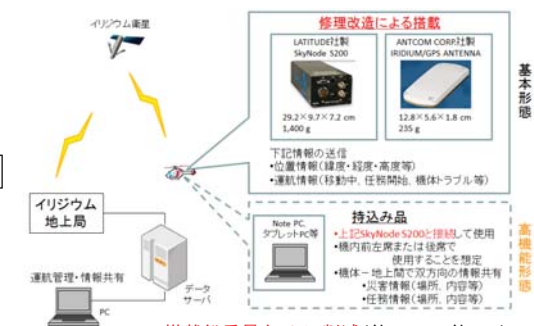 イリジウム衛星
修理改造による搭載
LATITUDE社製
SkyNode S200
ANTCOM CORP.社製
IRIDIUM/GPS ANTENNA
29.2×9.7×7.2 cm
1,400 g
12.8×5.6×1.8 cm
235 g
下記情報の送信
•位置情報(緯度・経度・高度等)
•運航情報(移動中, 任務開始, 機体トラブル等)
基本形態
イリジウム
地上局
データ
サーバ
運航管理・情報共有
PC
Note PC,
タブレットPC等
持込み品
•上記SkyNode S200と接続して使用
•機内前左席または後席で
使用することを想定
•機体-地上間で双方向の情報共有
•災害情報(場所, 内容等)
•任務情報(場所, 内容等)
高機能形態